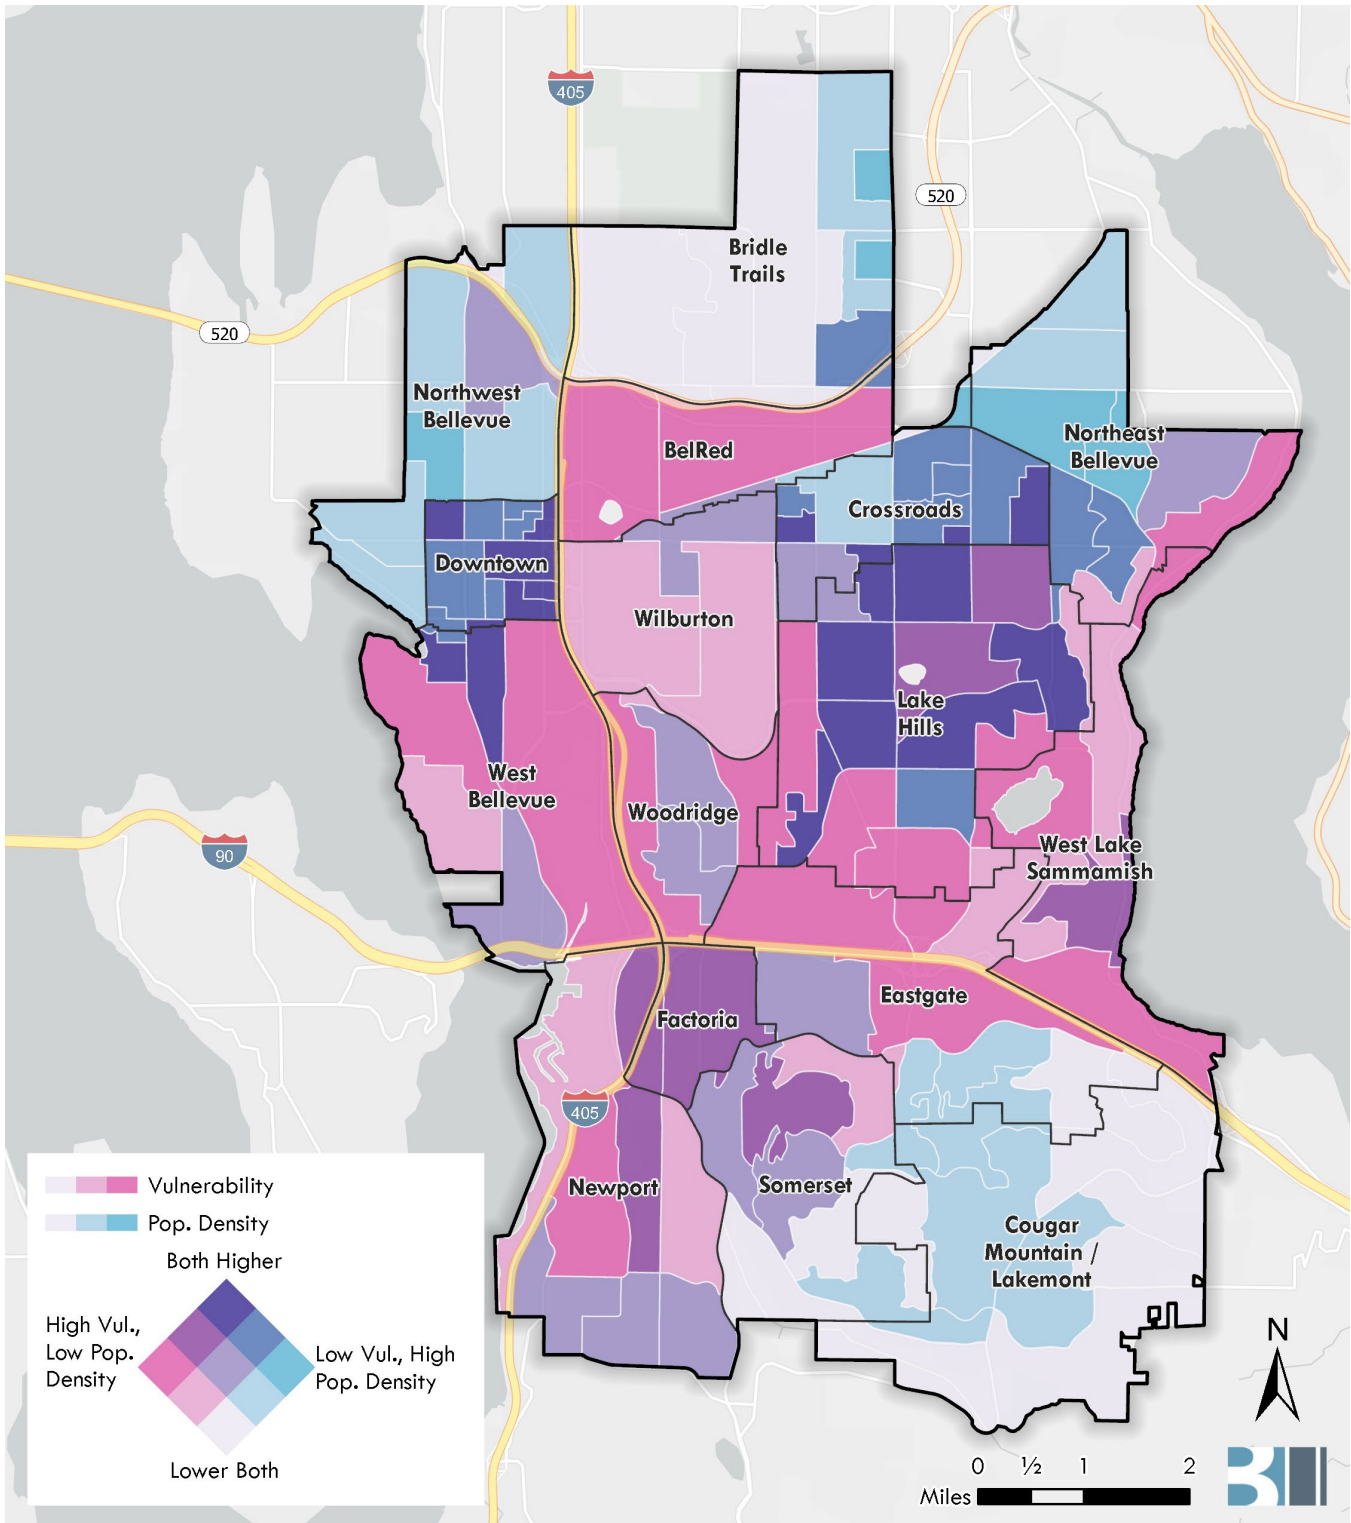 405
520
Bridle
Trails
520
Northwest
Bellevue
Northeast
Bellevue
BelRed
Crossroads
Downtown
Wilburton
Lake
Hills
West
Bellevue
Woodridge
90
West Lake
Sammamish
Eastgate
Factoria
405
Newport
Somerset
Cougar
Mountain /
Lakemont
Vulnerability
Pop. Density
Both Higher
High Vul.,
Low Pop.
Density
Low Vul., High
Pop. Density
Lower Both
N
0 ½ 1 2
Miles